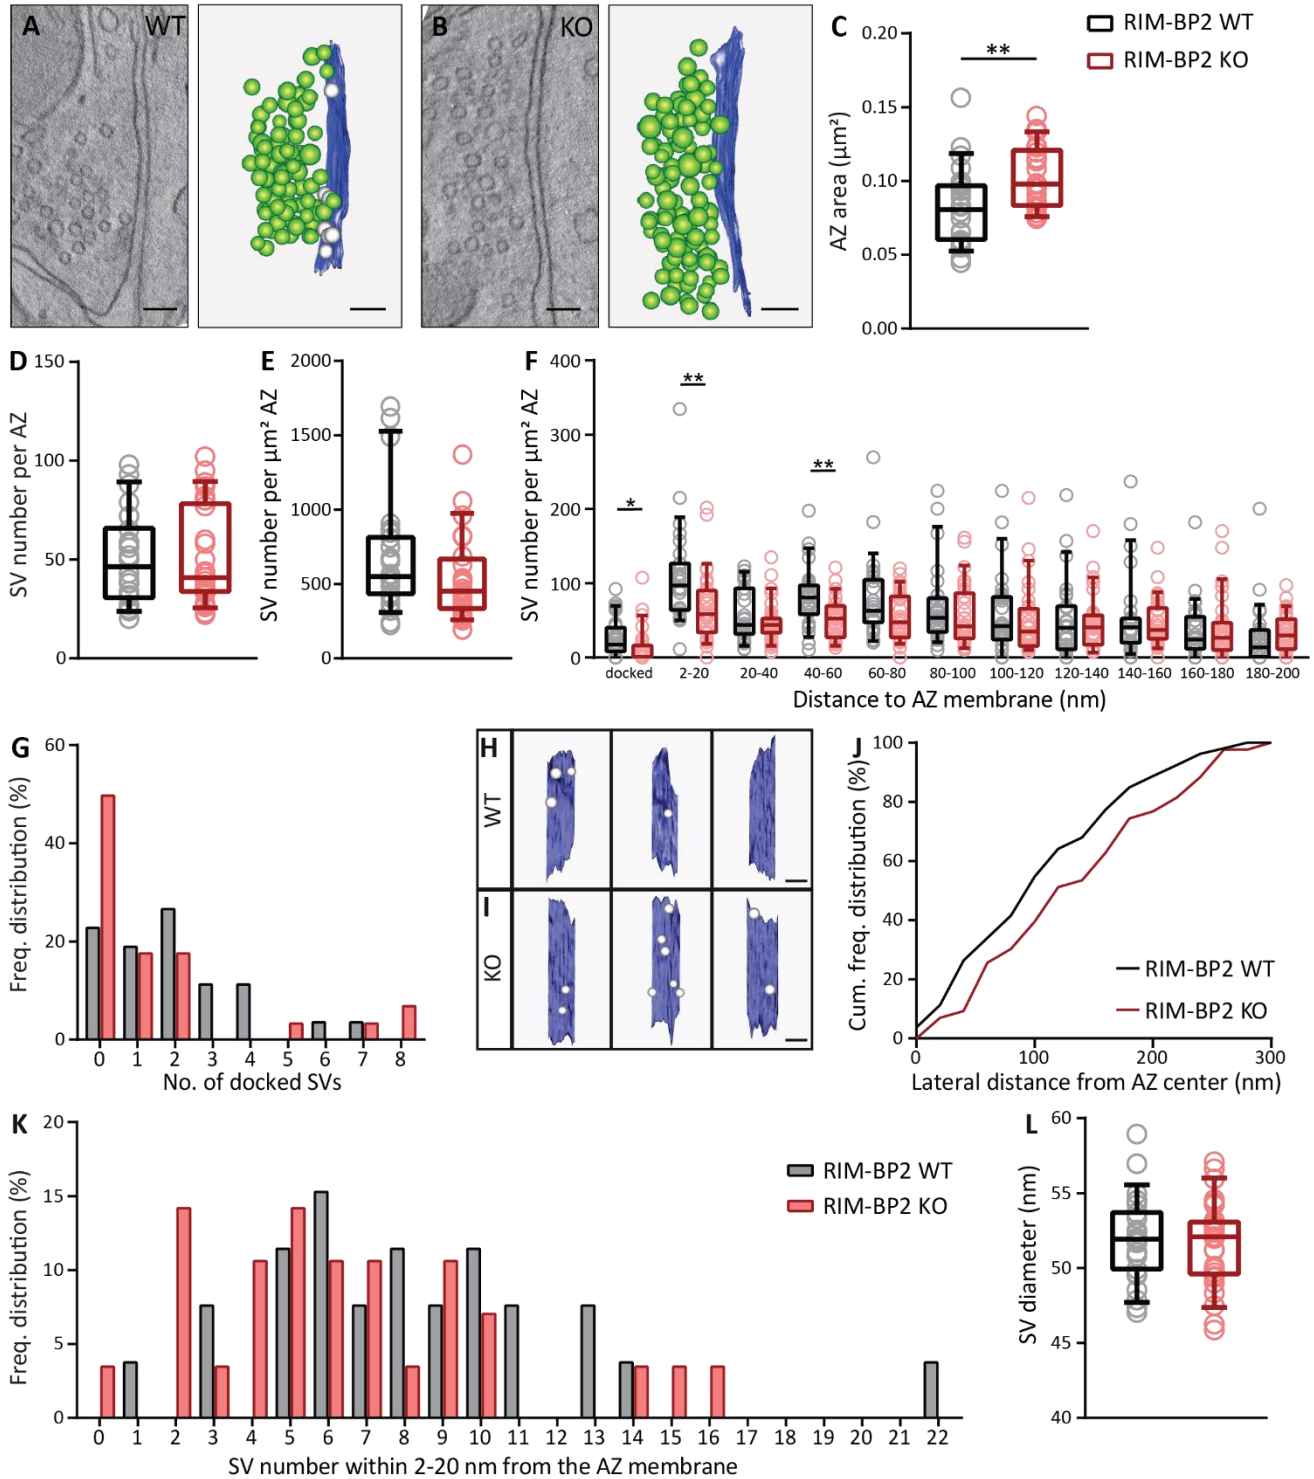 A WT
B KO
C
RIM-BP2 WT
RIM-BP2 KO
**
0.20
0.15
0.10
0.05
0.00
AZ area (µm²)
D
150
100
50
0
SV number per AZ
E
2000
1500
1000
500
0
SV number per µm² AZ
F
400
300
200
100
0
SV number per µm² AZ
* ** **
docked 2-20 20-40 40-60 60-80 80-100 100-120 120-140 140-160 160-180 180-200
Distance to AZ membrane (nm)
G
60
40
20
0
Freq. distribution (%)
0 1 2 3 4 5 6 7 8
No. of docked SVs
H
WT
I
KO
J
100
80
60
40
20
0
Cum. freq. distribution (%)
RIM-BP2 WT
RIM-BP2 KO
0 100 200 300
Lateral distance from AZ center (nm)
K
20
15
10
5
0
Freq. distribution (%)
RIM-BP2 WT
RIM-BP2 KO
0 1 2 3 4 5 6 7 8 9 10 11 12 13 14 15 16 17 18 19 20 21 22
SV number within 2-20 nm from the AZ membrane
L
60
55
50
45
40
SV diameter (nm)